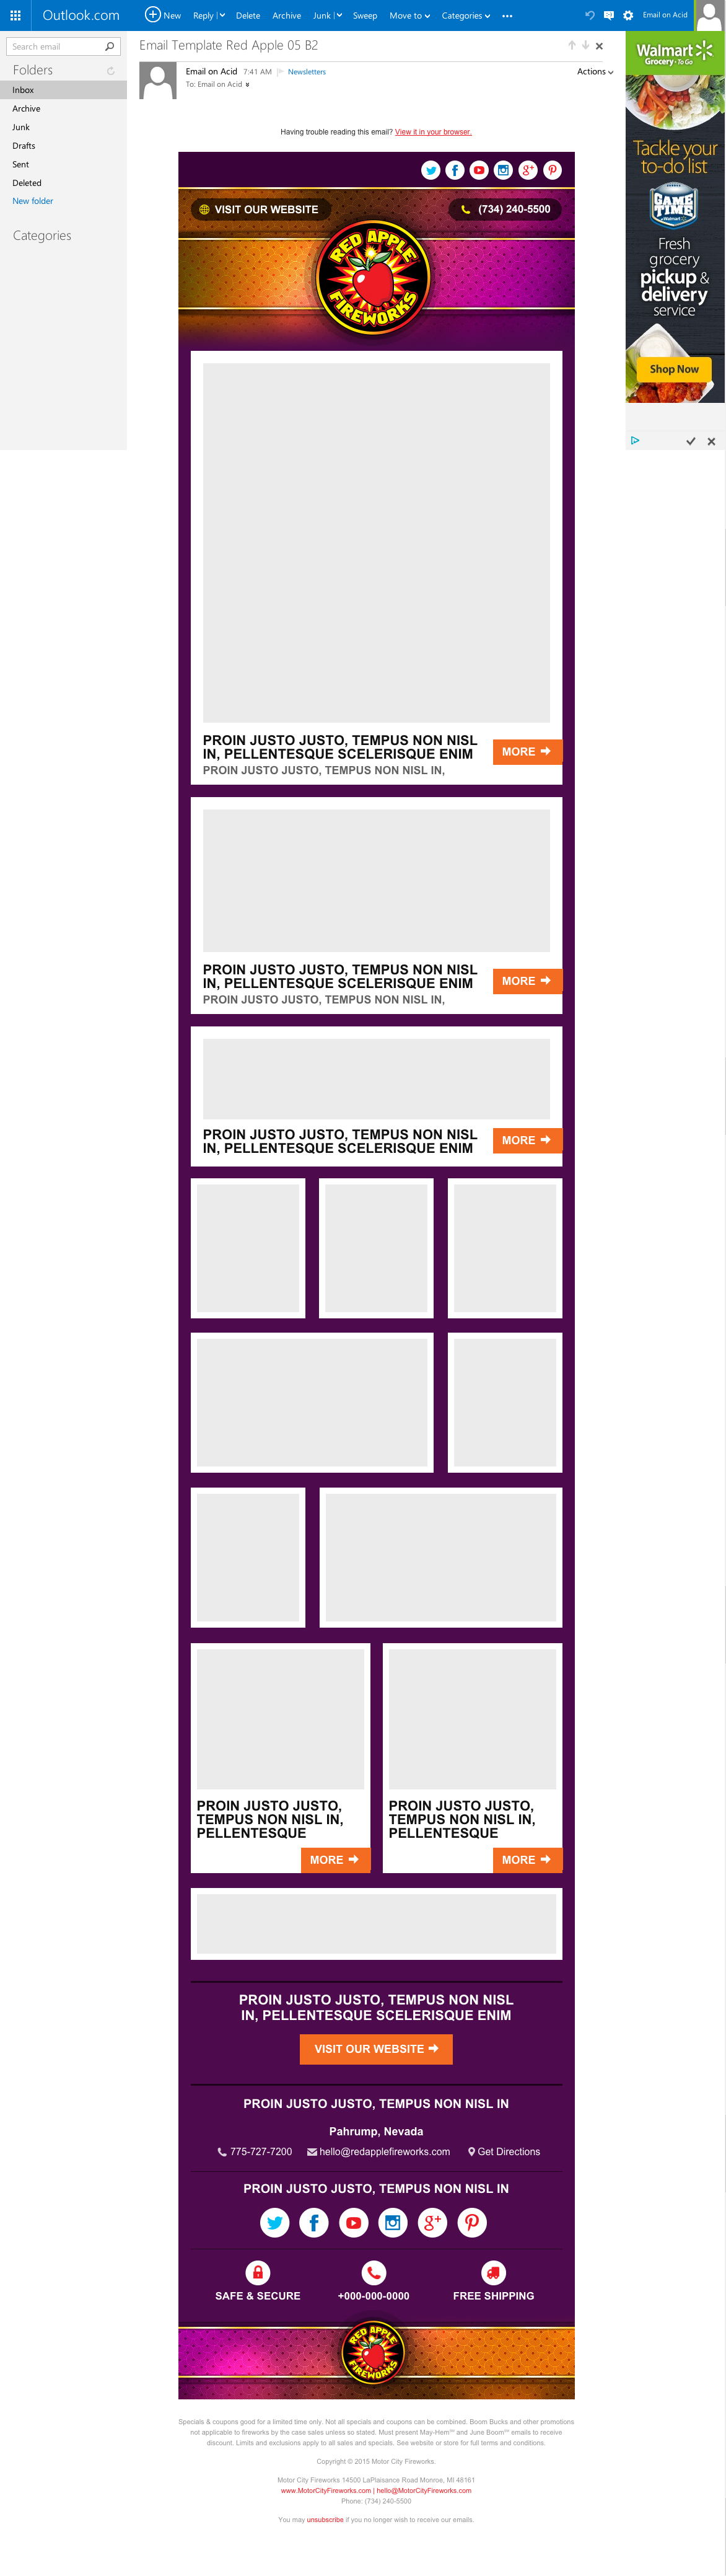 Outlook.com
New Reply Delete Archive Junk Sweep Move to Categories
Email on Acid
Search email
Folders
Inbox
Archive
Junk
Drafts
Sent
Deleted
New folder
Categories
Email Template Red Apple 05 B2
Email on Acid 7:41 AM Newsletters
Actions
To: Email on Acid
Walmart
Grocery • To Go
Tackle your
to-do list
GAME
TIME
Walmart
Fresh
grocery
pickup &
delivery
service
Shop Now
Having trouble reading this email? View it in your browser.
VISIT OUR WEBSITE
(734) 240-5500
RED APPLE
FIREWORKS
PROIN JUSTO JUSTO, TEMPUS NON NISL
IN, PELLENTESQUE SCELERISQUE ENIM
PROIN JUSTO JUSTO, TEMPUS NON NISL IN,
MORE
PROIN JUSTO JUSTO, TEMPUS NON NISL
IN, PELLENTESQUE SCELERISQUE ENIM
PROIN JUSTO JUSTO, TEMPUS NON NISL IN,
MORE
PROIN JUSTO JUSTO, TEMPUS NON NISL
IN, PELLENTESQUE SCELERISQUE ENIM
MORE
PROIN JUSTO JUSTO,
TEMPUS NON NISL IN,
PELLENTESQUE
MORE
PROIN JUSTO JUSTO,
TEMPUS NON NISL IN,
PELLENTESQUE
MORE
PROIN JUSTO JUSTO, TEMPUS NON NISL
IN, PELLENTESQUE SCELERISQUE ENIM
VISIT OUR WEBSITE
PROIN JUSTO JUSTO, TEMPUS NON NISL IN
Pahrump, Nevada
775-727-7200 hello@redapplefireworks.com Get Directions
PROIN JUSTO JUSTO, TEMPUS NON NISL IN
SAFE & SECURE
+000-000-0000
FREE SHIPPING
RED APPLE
FIREWORKS
Specials & coupons good for a limited time only. Not all specials and coupons can be combined. Boom Bucks and other promotions
not applicable to fireworks by the case sales unless so stated. Must present May-Hem℠ and June Boom℠ emails to receive
discount. Limits and exclusions apply to all sales and specials. See website or store for full terms and conditions.
Copyright © 2015 Motor City Fireworks.
Motor City Fireworks 14500 LaPlaisance Road Monroe, MI 48161
www.MotorCityFireworks.com | hello@MotorCityFireworks.com
Phone: (734) 240-5500
You may unsubscribe if you no longer wish to receive our emails.